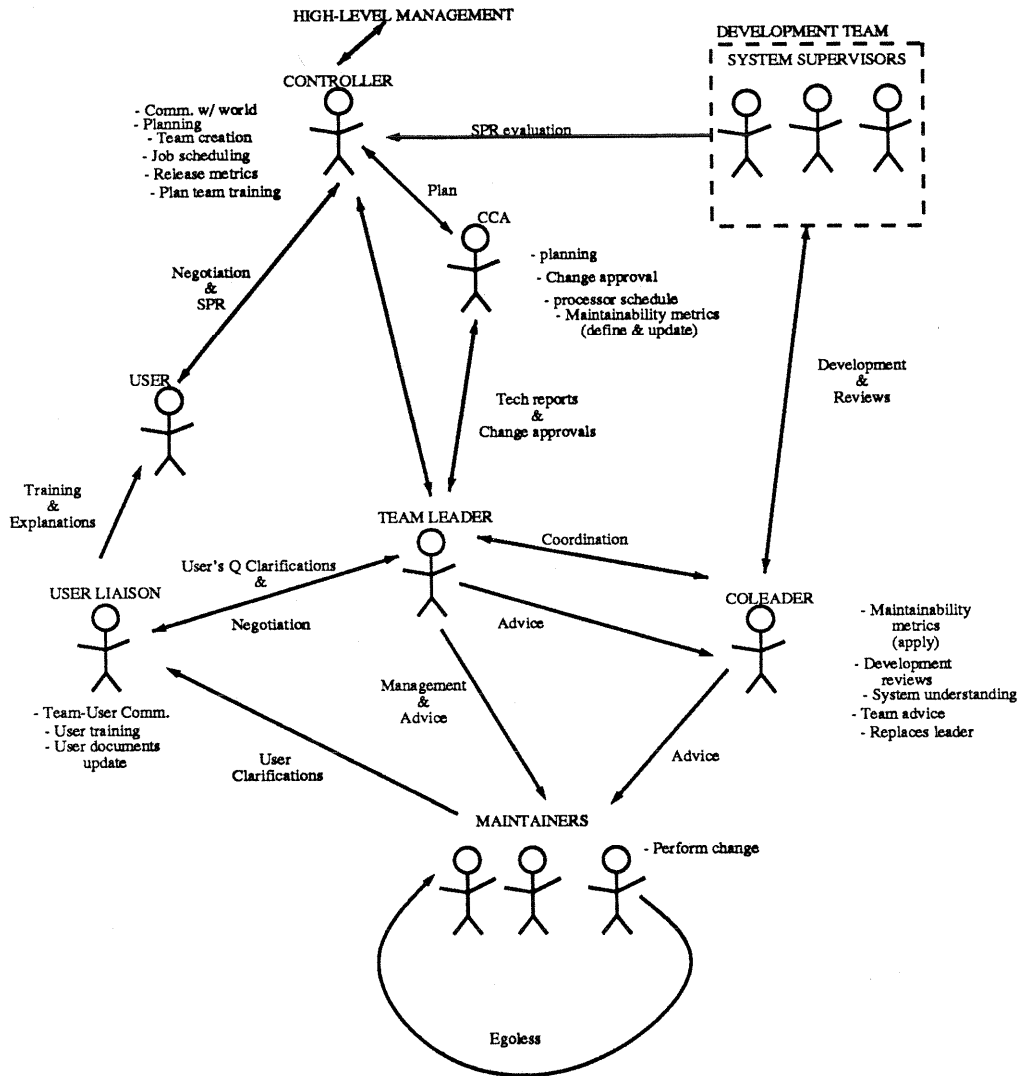 HIGH-LEVEL MANAGEMENT
DEVELOPMENT TEAM
SYSTEM SUPERVISORS
CONTROLLER
- Comm. w/ world
- Planning
- Team creation
- Job scheduling
- Release metrics
- Plan team training
SPR evaluation
Plan
CCA
- planning
- Change approval
- processor schedule
- Maintainability metrics
(define & update)
Negotiation
&
SPR
USER
Tech reports
&
Change approvals
Development
&
Reviews
Training
&
Explanations
TEAM LEADER
Coordination
User's Q Clarifications
&
Negotiation
USER LIAISON
- Team-User Comm.
- User training
- User documents
update
Advice
COLEADER
- Maintainability
metrics
(apply)
- Development
reviews
- System understanding
- Team advice
- Replaces leader
Management
&
Advice
User
Clarifications
Advice
MAINTAINERS
- Perform change
Egoless